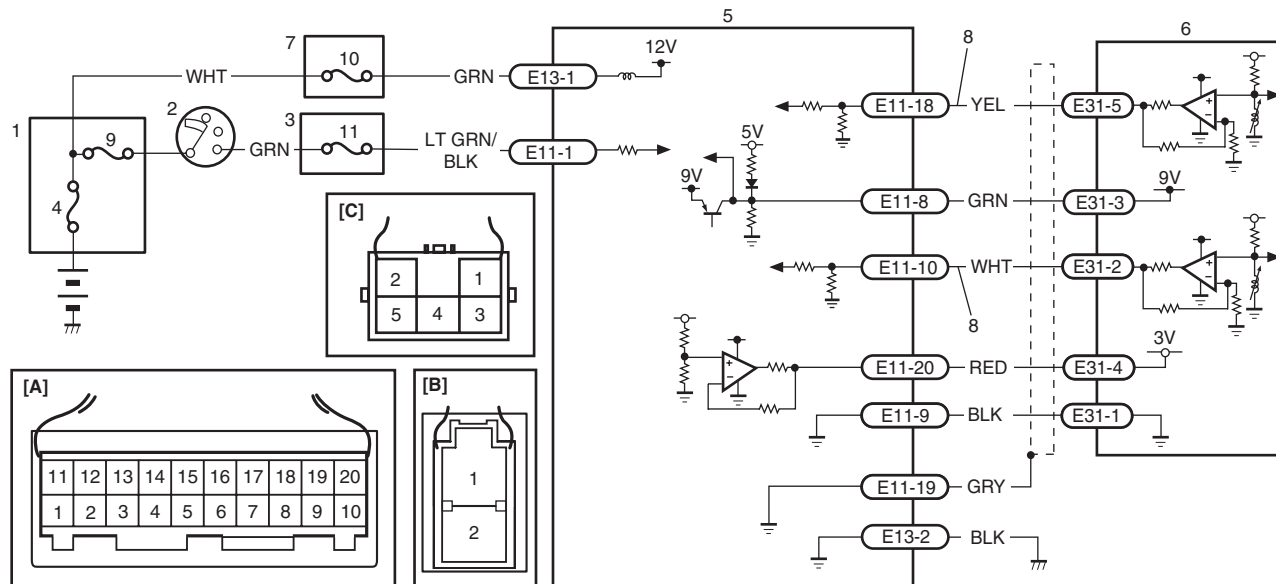 5
8
6
7
10
12V
WHT
GRN
E13-1
2
E11-18
YEL
E31-5
1
3
9
11
GRN
LT GRN/
BLK
E11-1
5V
9V
9V
4
[C]
E11-8
GRN
E31-3
2
1
E11-10
WHT
E31-2
5
4
3
8
3V
E11-20
RED
E31-4
[A]
[B]
E11-9
BLK
E31-1
11 12 13 14 15 16 17 18 19 20
1
E11-19
GRY
1 2 3 4 5 6 7 8 9 10
2
E13-2
BLK